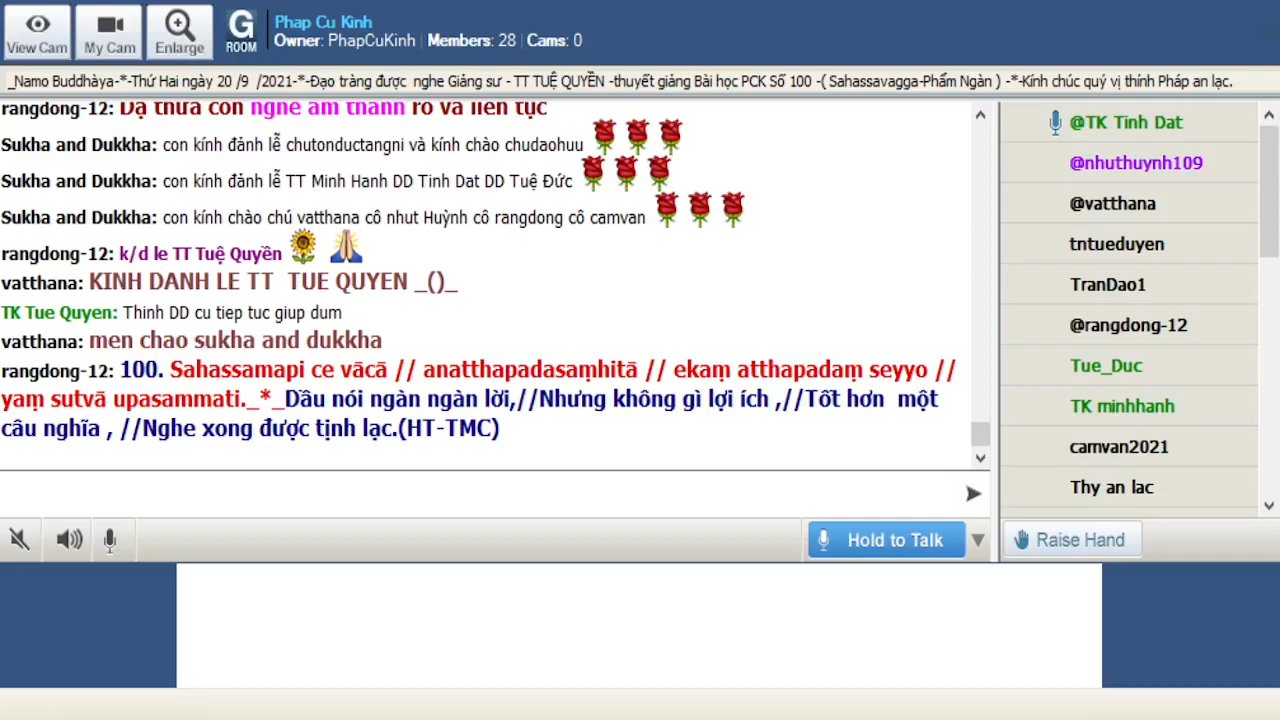 View Cam
My Cam
Enlarge
G ROOM
Phap Cu Kinh
Owner: PhapCuKinh | Members: 28 | Cams: 0
_Namo Buddhàya-*-Thứ Hai ngày 20 /9 /2021-*-Đạo tràng được nghe Giảng sư - TT TUỆ QUYỀN -thuyết giảng Bài học PCK Số 100 -( Sahassavagga-Phẩm Ngàn ) -*-Kính chúc quý vị thính Pháp an lạc.
rangdong-12: Dạ thưa con nghe âm thanh rõ và liên tục
Sukha and Dukkha: con kính đảnh lễ chutonductangni và kính chào chudaohuu
Sukha and Dukkha: con kính đảnh lễ TT Minh Hanh DD Tinh Dat DD Tuệ Đức
Sukha and Dukkha: con kính chào chú vatthana cô nhut Huỳnh cô rangdong cô camvan
rangdong-12: k/d le TT Tuệ Quyền
vatthana: KINH DANH LE TT TUE QUYEN _()_
TK Tue Quyen: Thinh DD cu tiep tuc giup dum
vatthana: men chao sukha and dukkha
rangdong-12: 100. Sahassamapi ce vācā // anatthapadasaṃhitā // ekaṃ atthapadaṃ seyyo //
yaṃ sutvā upasammati._*_Dầu nói ngàn ngàn lời,//Nhưng không gì lợi ích ,//Tốt hơn một
câu nghĩa , //Nghe xong được tịnh lạc.(HT-TMC)
@TK Tinh Dat
@nhuthuynh109
@vatthana
tntueduyen
TranDao1
@rangdong-12
Tue_Duc
TK minhhanh
camvan2021
Thy an lac
Hold to Talk
Raise Hand